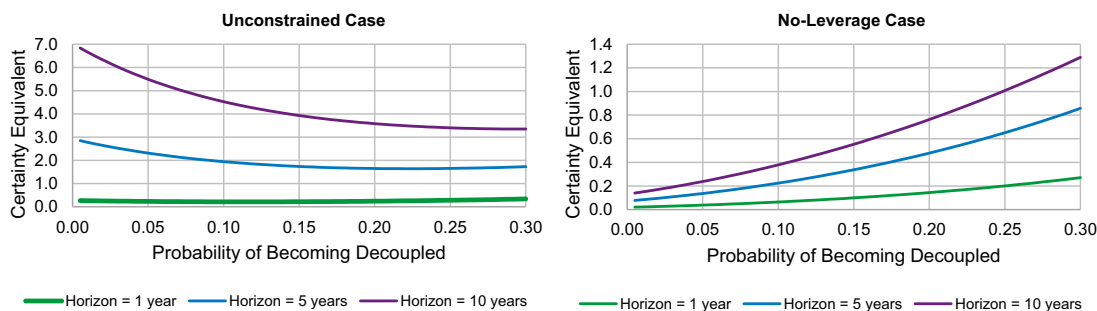 Unconstrained Case
Certainty Equivalent
7.0
6.0
5.0
4.0
3.0
2.0
1.0
0.0
0.00 0.05 0.10 0.15 0.20 0.25 0.30
Probability of Becoming Decoupled
Horizon = 1 year Horizon = 5 years Horizon = 10 years
No-Leverage Case
Certainty Equivalent
1.4
1.2
1.0
0.8
0.6
0.4
0.2
0.0
0.00 0.05 0.10 0.15 0.20 0.25 0.30
Probability of Becoming Decoupled
Horizon = 1 year Horizon = 5 years Horizon = 10 years